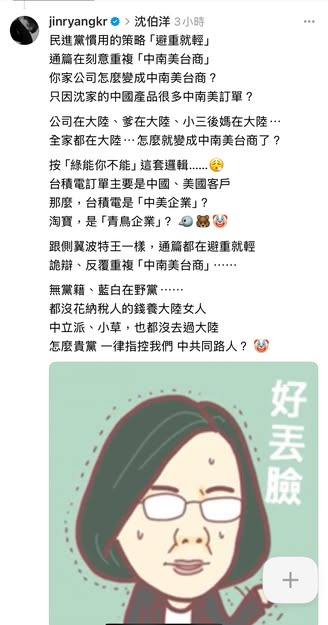 jinryangkr > 沈伯洋 3小時
民進黨慣用的策略「避重就輕」
通篇在刻意重複「中南美台商」
你家公司怎麼變成中南美台商？
只因沈家的中國產品很多中南美訂單？
公司在大陸、爹在大陸、小三後媽在大陸…
全家都在大陸…怎麼就變成中南美台商了？
按「綠能你不能」這套邏輯......😮‍💨
台積電訂單主要是中國、美國客戶
那麼，台積電是「中美企業」？
淘寶，是「青鳥企業」？🐦🐻🤡
跟側翼波特王一樣，通篇都在避重就輕
詭辯、反覆重複「中南美台商」……
無黨籍、藍白在野黨……
都沒花納稅人的錢養大陸女人
中立派、小草，也都沒去過大陸
怎麼貴黨 一律指控我們 中共同路人？🤡
好丟臉